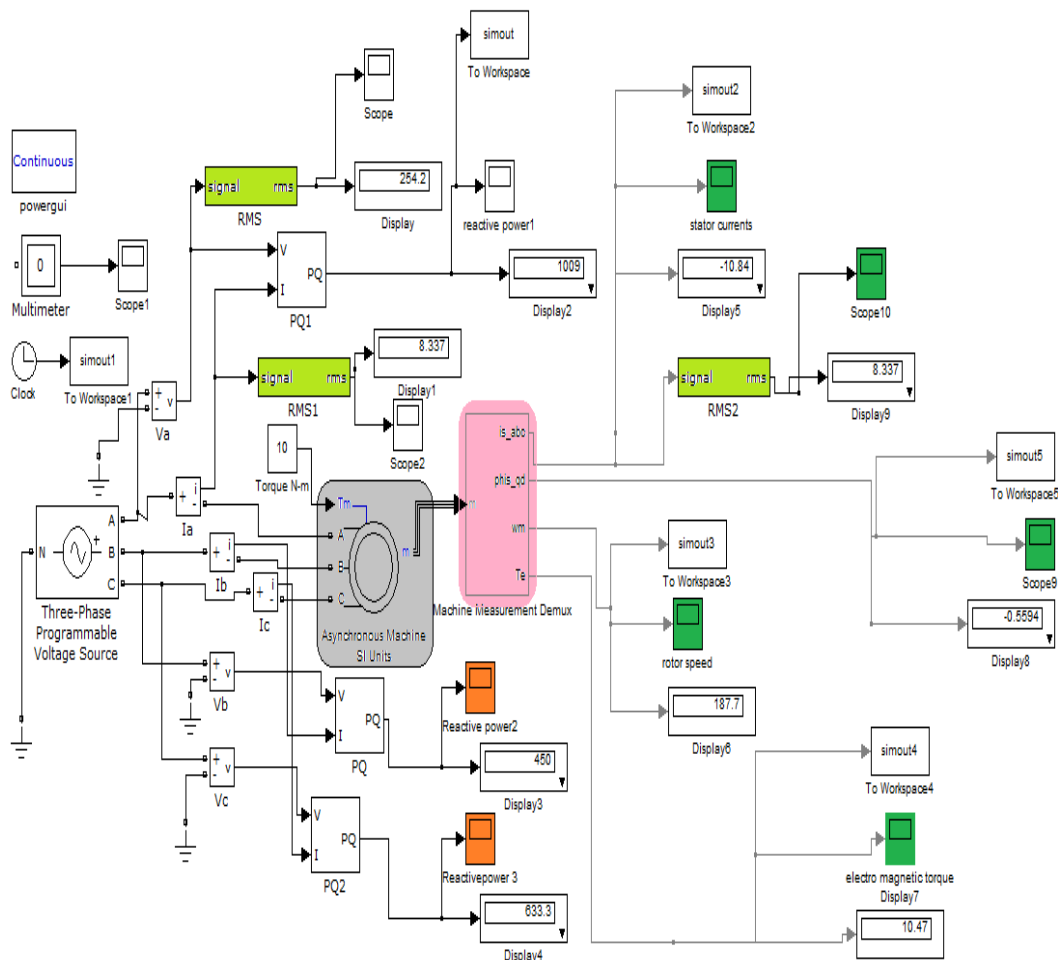 simout
To Workspace
Scope
simout2
To Workspace2
Continuous
powergui
signal rms
RMS
254.2
Display
reactive power1
stator currents
V
I
PQ
PQ1
1009
Display2
-10.84
Display5
Scope10
0
Multimeter
Scope1
Clock
simout1
To Workspace1
+
-
v
Va
signal rms
RMS1
8.337
Display1
Scope2
signal rms
RMS2
8.337
Display9
10
Torque N-m
is_abc
phis_qd
wm
Te
m
Machine Measurement Demux
simout5
To Workspace5
Scope9
-0.5594
Display8
N
+
A
B
C
Three-Phase
Programmable
Voltage Source
+
-
i
Ia
+
-
i
Ib
+
-
i
Ic
Tm
A
B
C
m
Asynchronous Machine
SI Units
simout3
To Workspace3
rotor speed
187.7
Display6
+
-
v
Vb
V
I
PQ
PQ
Reactive power2
450
Display3
+
-
v
Vc
V
I
PQ
PQ2
Reactivepower 3
633.3
Display4
simout4
To Workspace4
electro magnetic torque
Display7
10.47